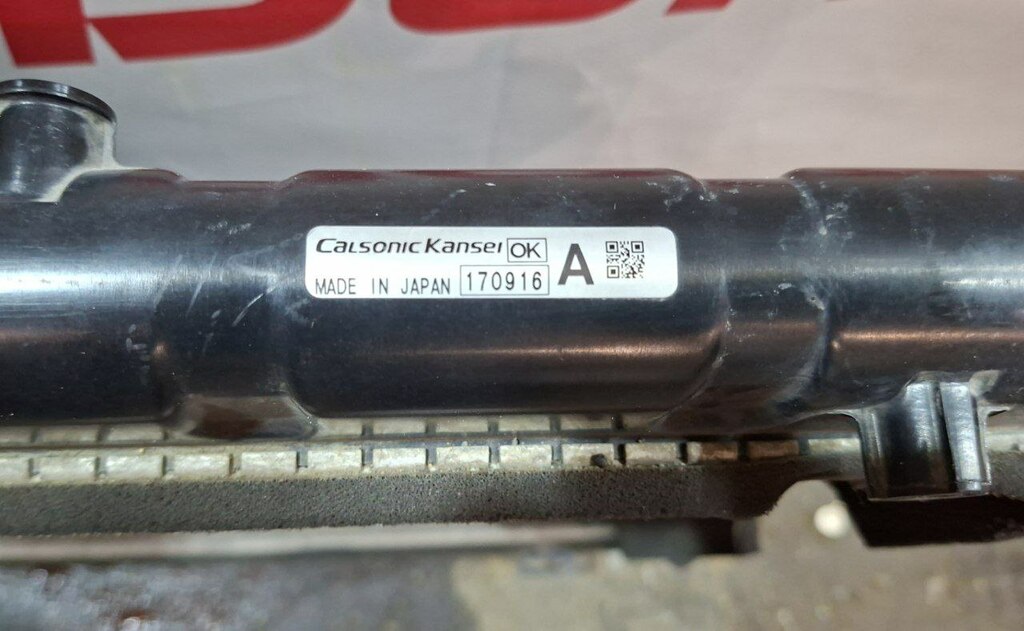 CalsonicKansei OK A
MADE IN JAPAN 170916